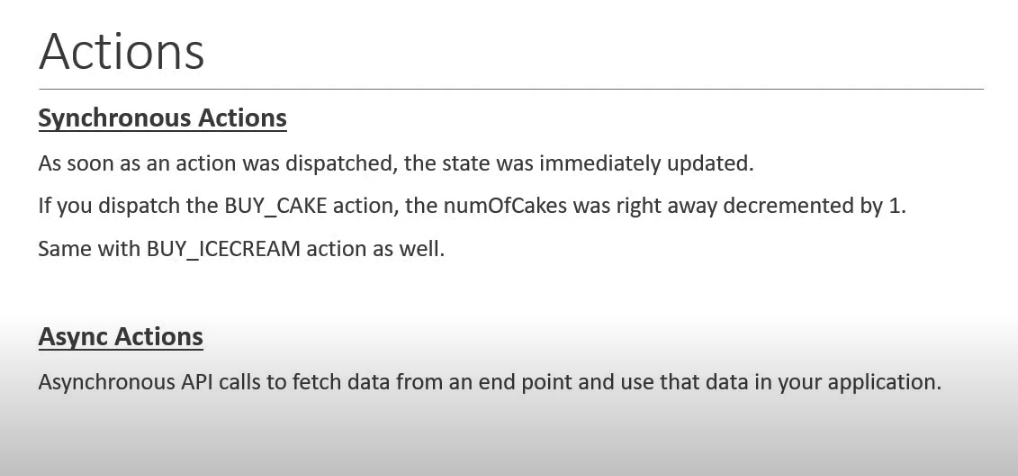 Actions
Synchronous Actions
As soon as an action was dispatched, the state was immediately updated.
If you dispatch the BUY_CAKE action, the numOfCakes was right away decremented by 1.
Same with BUY_ICECREAM action as well.
Async Actions
Asynchronous API calls to fetch data from an end point and use that data in your application.